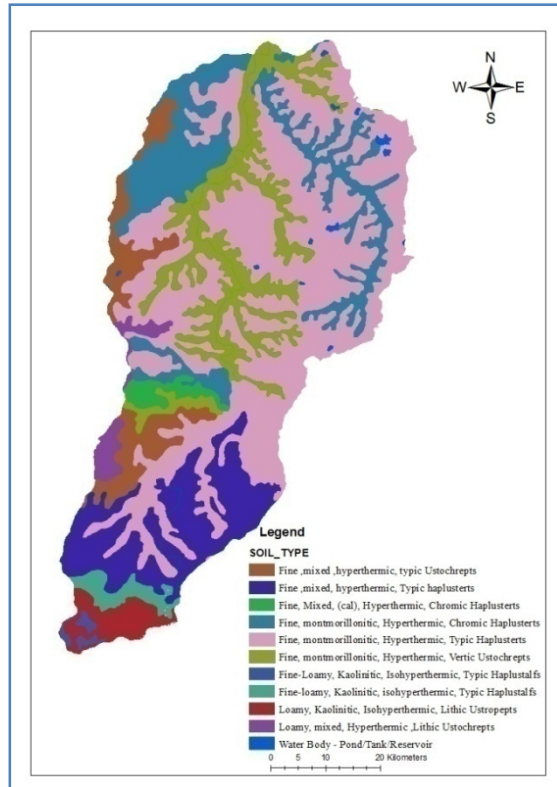 N
W E
S
Legend
SOIL_TYPE
Fine ,mixed ,hyperthermic, typic Ustochrepts
Fine ,mixed, hyperthermic, Typic haplusterts
Fine, Mixed, (cal), Hyperthermic, Chromic Haplusterts
Fine, montmorillonitic, Hyperthermic, Chromic Haplusterts
Fine, montmorillonitic, Hyperthermic, Typic Haplusterts
Fine, montmorillonitic, Hyperthermic, Vertic Ustochrepts
Fine-Loamy, Kaolinitic, Isohyperthermic, Typic Haplustalfs
Fine-loamy, Kaolinitic, isohyperthermic, Typic Haplustalfs
Loamy, Kaolinitic, Isohyperthermic, Lithic Ustropepts
Loamy, mixed, Hyperthermic ,Lithic Ustochrepts
Water Body - Pond/Tank/Reservoir
0 5 10 20 Kilometers